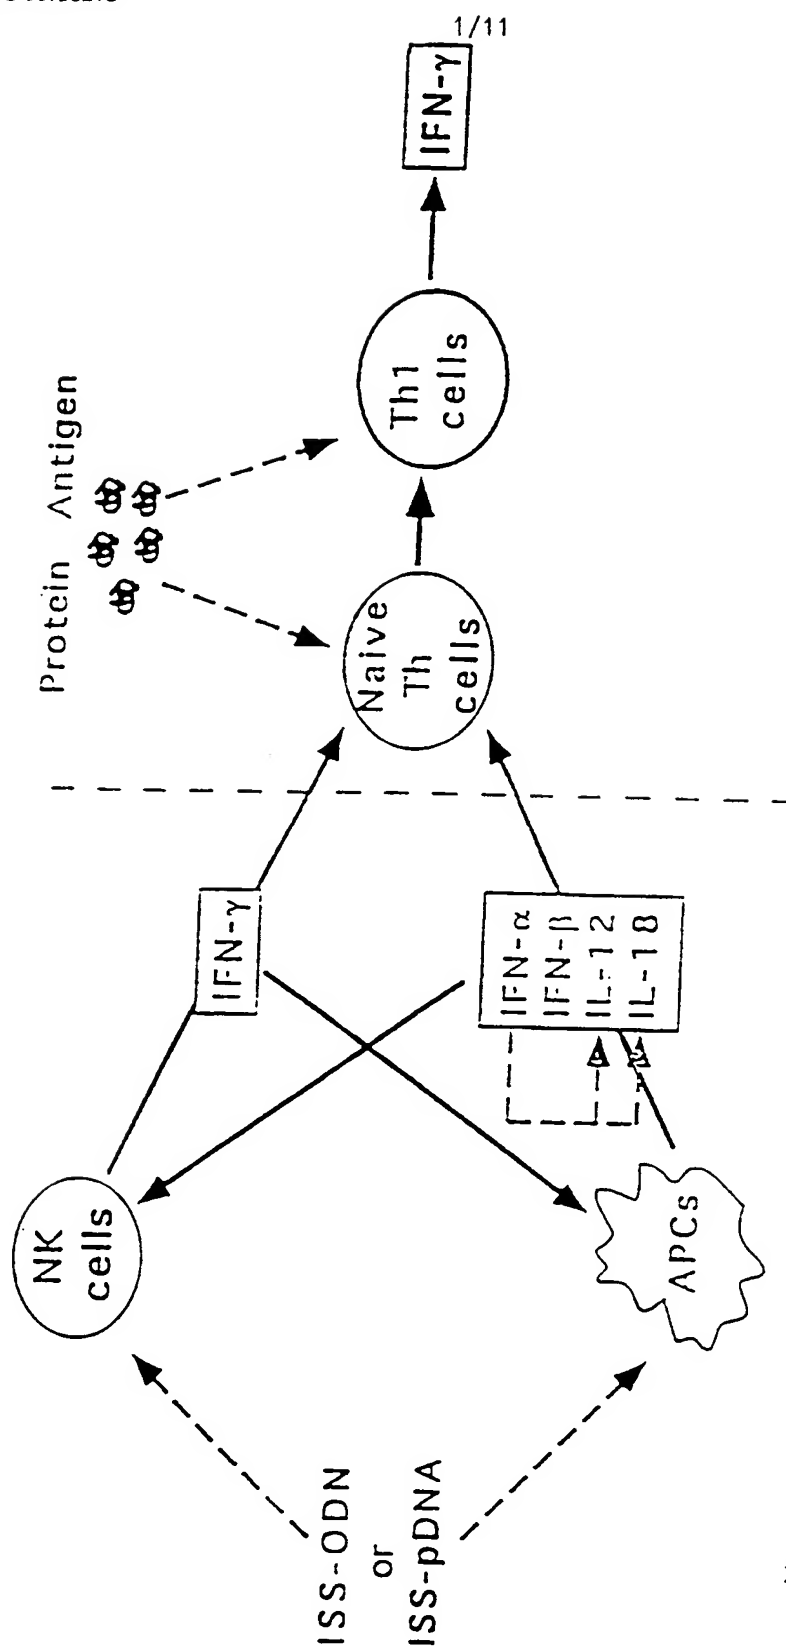 1/11
ISS-ODN
or
ISS-pDNA
NK
cells
APCs
IFN-γ
IFN-α
IFN-β
IL-12
IL-18
Protein Antigen
Naive
Th
cells
Th1
cells
IFN-γ